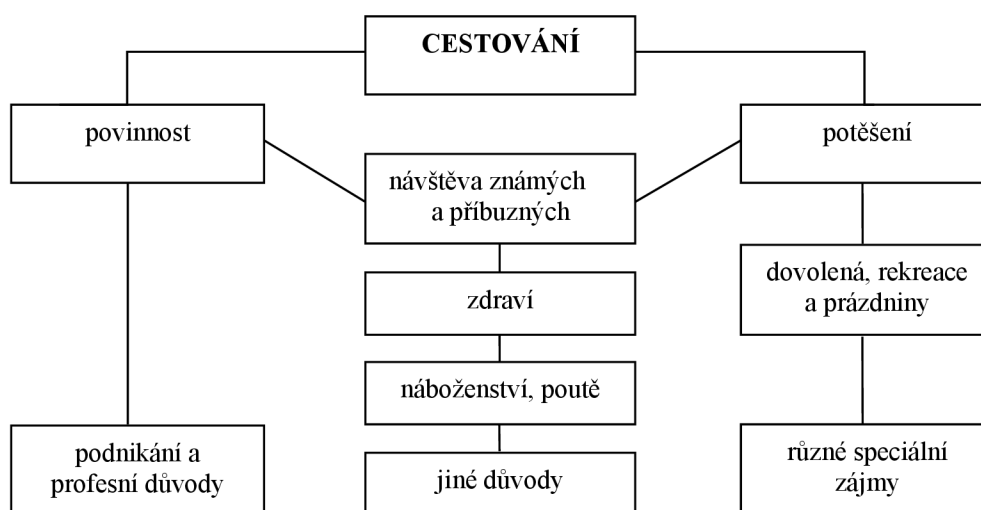 CESTOVÁNÍ
povinnost
potěšení
návštěva známých
a příbuzných
dovolená, rekreace
a prázdniny
zdraví
náboženství, poutě
podnikání a
profesní důvody
jiné důvody
různé speciální
zájmy